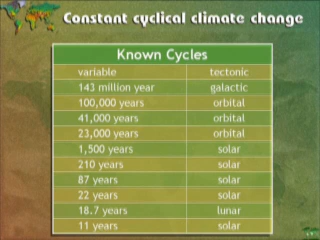 Constant cyclical climate change
Known Cycles
variable tectonic
143 million year galactic
100,000 years orbital
41,000 years orbital
23,000 years orbital
1,500 years solar
210 years solar
87 years solar
22 years solar
18.7 years lunar
11 years solar